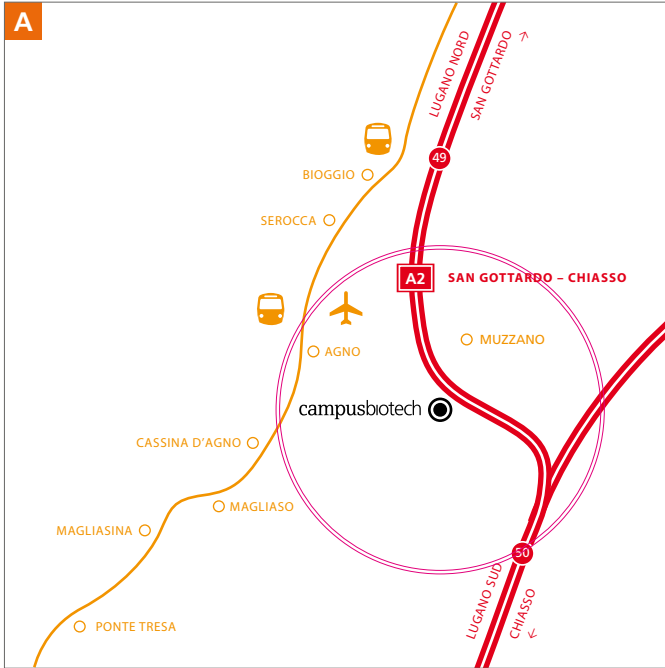 A
LUGANO NORD
SAN GOTTARDO
49
BIOGGIO
SEROCCA
A2
SAN GOTTARDO – CHIASSO
MUZZANO
AGNO
campusbiotech
CASSINA D'AGNO
MAGLIASO
MAGLIASINA
50
LUGANO SUD
CHIASSO
PONTE TRESA